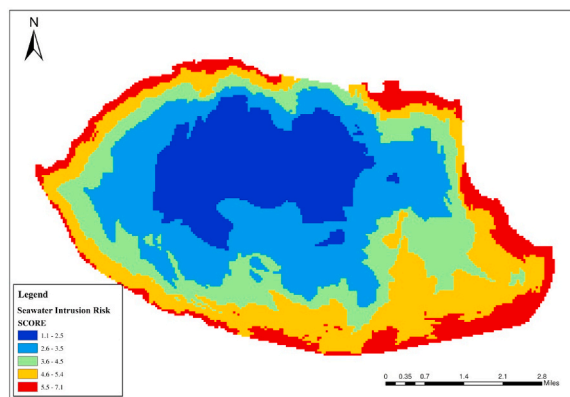 N
Legend
Seawater Intrusion Risk
SCORE
1.1 - 2.5
2.6 - 3.5
3.6 - 4.5
4.6 - 5.4
5.5 - 7.1
0 0.35 0.7 1.4 2.1 2.8
Miles